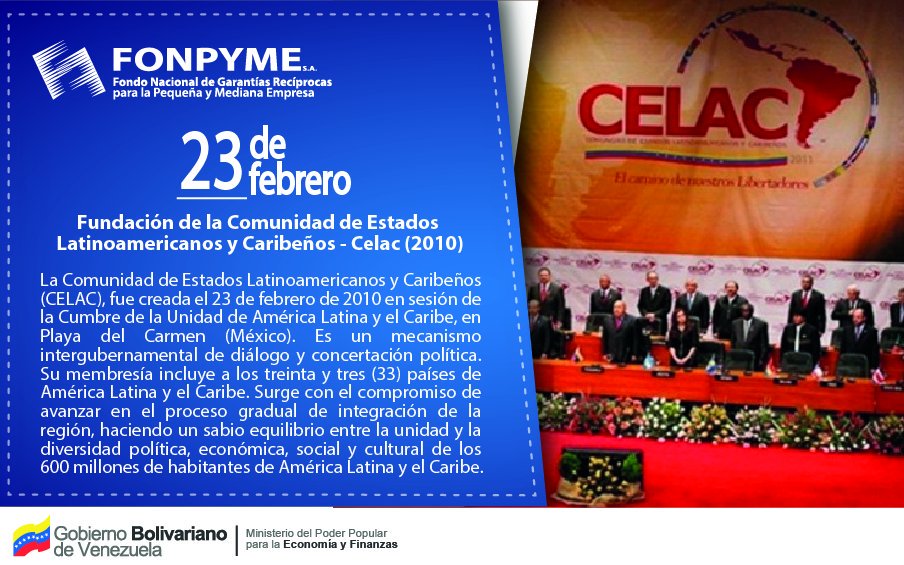 FONPYME S.A.
Fondo Nacional de Garantías Recíprocas
para la Pequeña y Mediana Empresa
23 de
febrero
Fundación de la Comunidad de Estados
Latinoamericanos y Caribeños - Celac (2010)
La Comunidad de Estados Latinoamericanos y Caribeños
(CELAC), fue creada el 23 de febrero de 2010 en sesión de
la Cumbre de la Unidad de América Latina y el Caribe, en
Playa del Carmen (México). Es un mecanismo
intergubernamental de diálogo y concertación política.
Su membresía incluye a los treinta y tres (33) países de
América Latina y el Caribe. Surge con el compromiso de
avanzar en el proceso gradual de integración de la
región, haciendo un sabio equilibrio entre la unidad y la
diversidad política, económica, social y cultural de los
600 millones de habitantes de América Latina y el Caribe.
CELAC
COMUNIDAD DE ESTADOS LATINOAMERICANOS Y CARIBEÑOS
2011
El camino de nuestros Libertadores
Gobierno Bolivariano
de Venezuela
Ministerio del Poder Popular
para la Economía y Finanzas